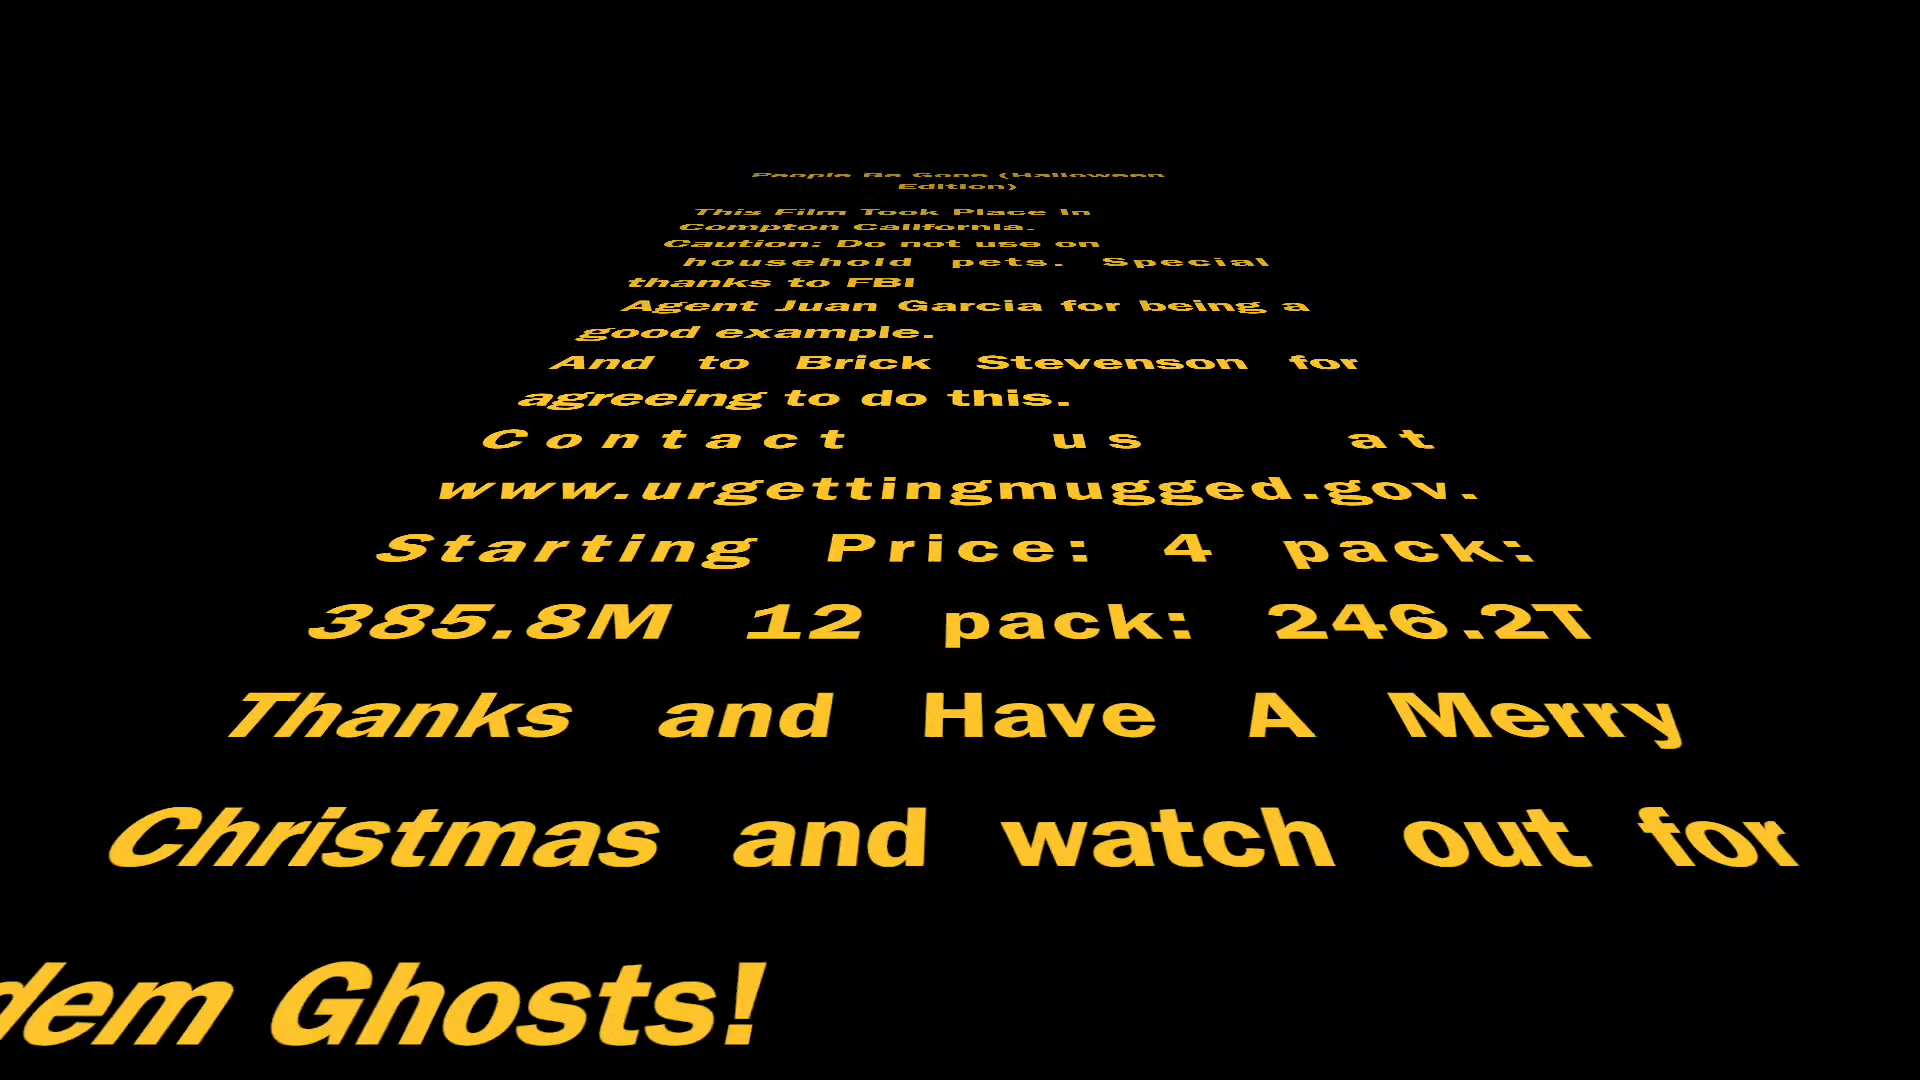 People Be Gone (Halloween
Edition)
This Film Took Place In
Compton California.
Caution: Do not use on
household pets. Special
thanks to FBI
Agent Juan Garcia for being a
good example.
And to Brick Stevenson for
agreeing to do this.
Contact us at
www.urgettingmugged.gov.
Starting Price: 4 pack:
385.8M 12 pack: 246.2T
Thanks and Have A Merry
Christmas and watch out for
dem Ghosts!